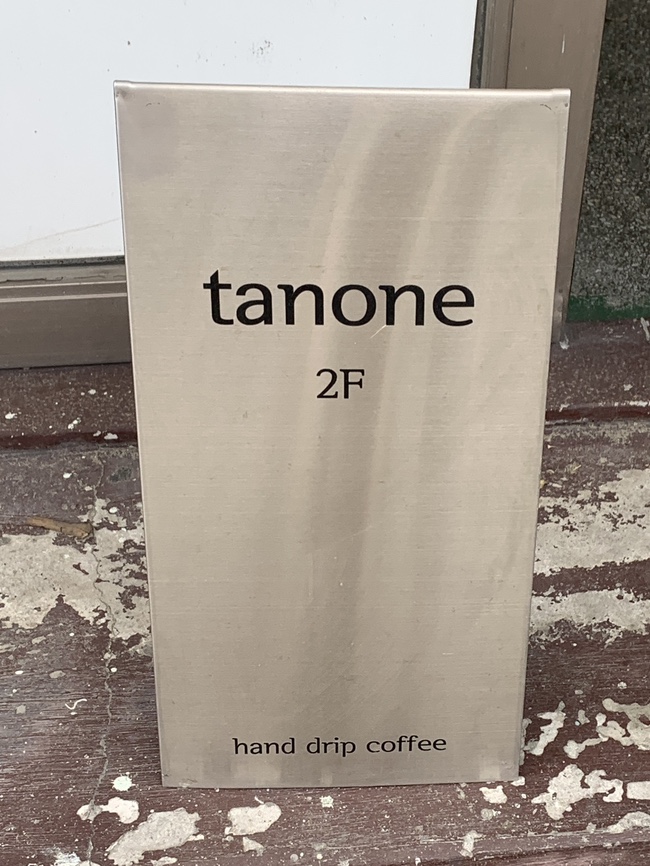 tanone
2F
hand drip coffee